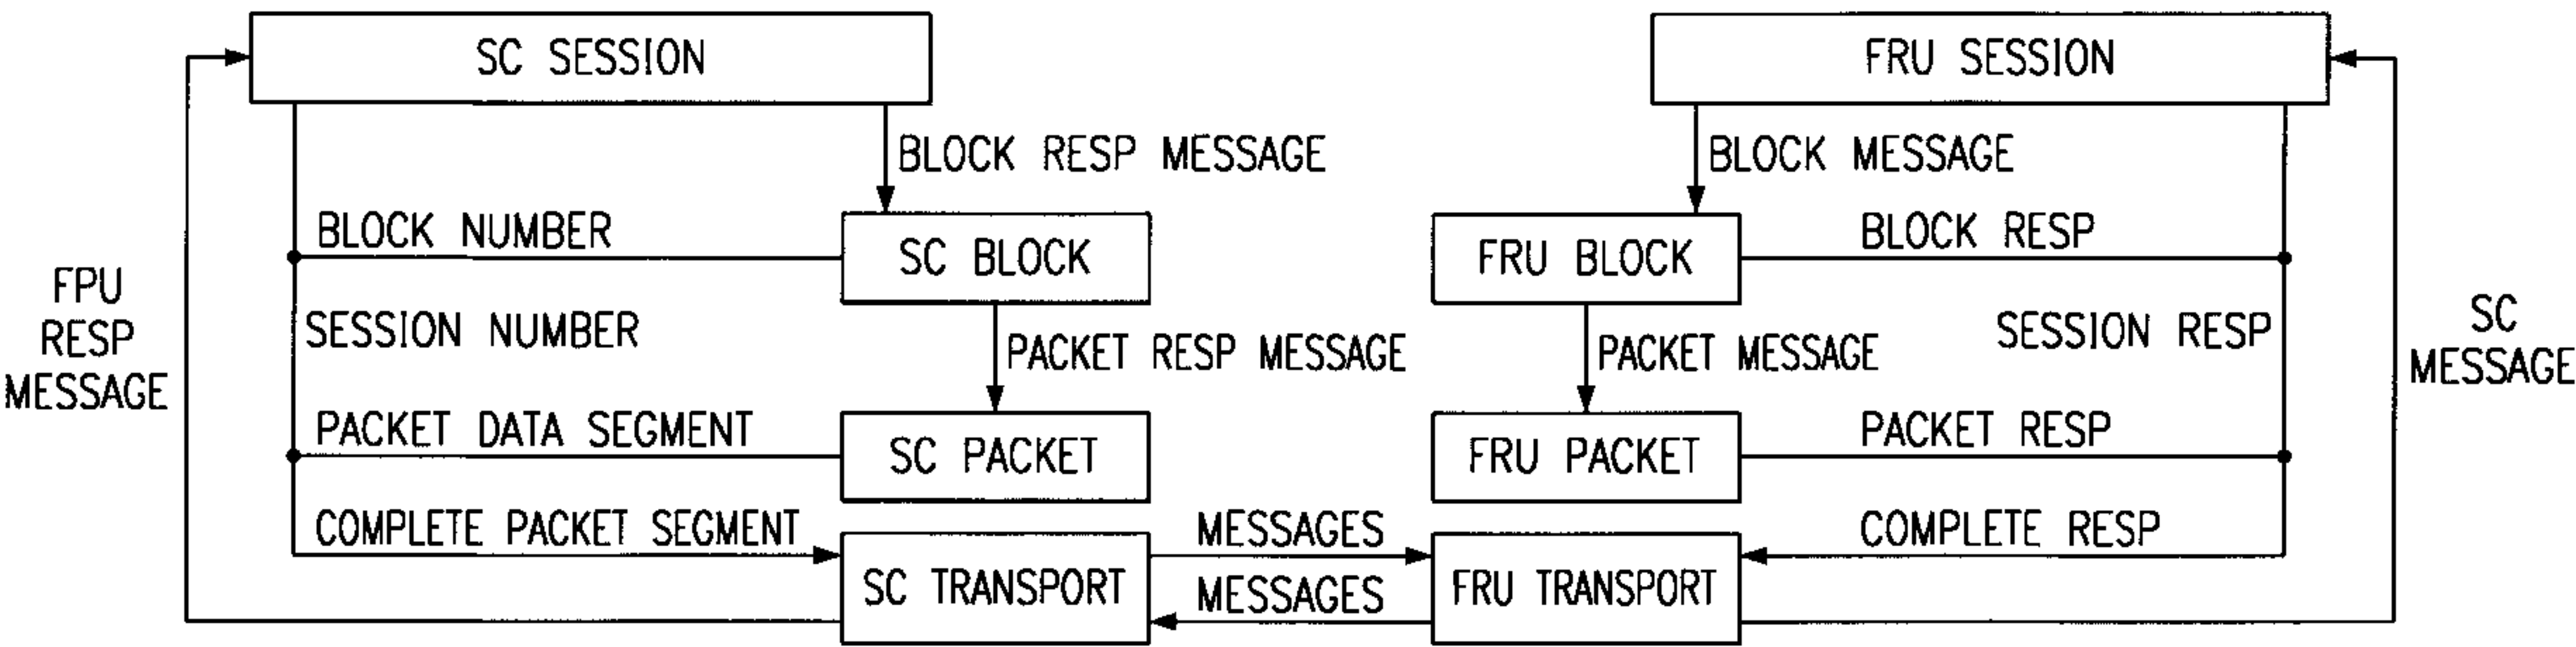 SC SESSION
FRU SESSION
BLOCK RESP MESSAGE
BLOCK MESSAGE
BLOCK NUMBER
SC BLOCK
FRU BLOCK
BLOCK RESP
FPU
RESP
MESSAGE
SESSION NUMBER
PACKET RESP MESSAGE
PACKET MESSAGE
SESSION RESP
SC
MESSAGE
PACKET DATA SEGMENT
SC PACKET
FRU PACKET
PACKET RESP
COMPLETE PACKET SEGMENT
MESSAGES
COMPLETE RESP
SC TRANSPORT
MESSAGES
FRU TRANSPORT